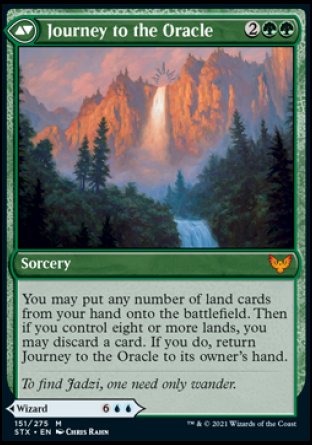 Journey to the Oracle 2
Sorcery
You may put any number of land cards
from your hand onto the battlefield. Then
if you control eight or more lands, you
may discard a card. If you do, return
Journey to the Oracle to its owner's hand.
To find Jadzi, one need only wander.
Wizard 6
151/275 M
STX • EN Chris Rahn
™ & © 2021 Wizards of the Coast